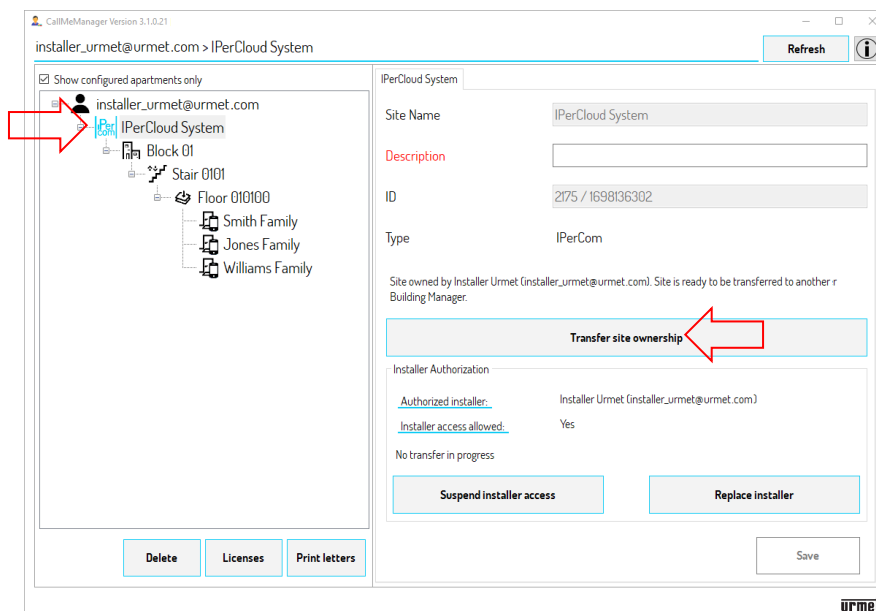 CallMeManager Version 3.1.0.21
installer_urmet@urmet.com > IPerCloud System
Refresh
Show configured apartments only
installer_urmet@urmet.com
IPer com IPerCloud System
Block 01
Stair 0101
Floor 010100
Smith Family
Jones Family
Williams Family
Delete
Licenses
Print letters
IPerCloud System
Site Name
IPerCloud System
Description
ID
2175 / 1698136302
Type
IPerCom
Site owned by Installer Urmet (installer_urmet@urmet.com). Site is ready to be transferred to another r
Building Manager.
Transfer site ownership
Installer Authorization
Authorized installer:
Installer Urmet (installer_urmet@urmet.com)
Installer access allowed:
Yes
No transfer in progress
Suspend installer access
Replace installer
Save
urme